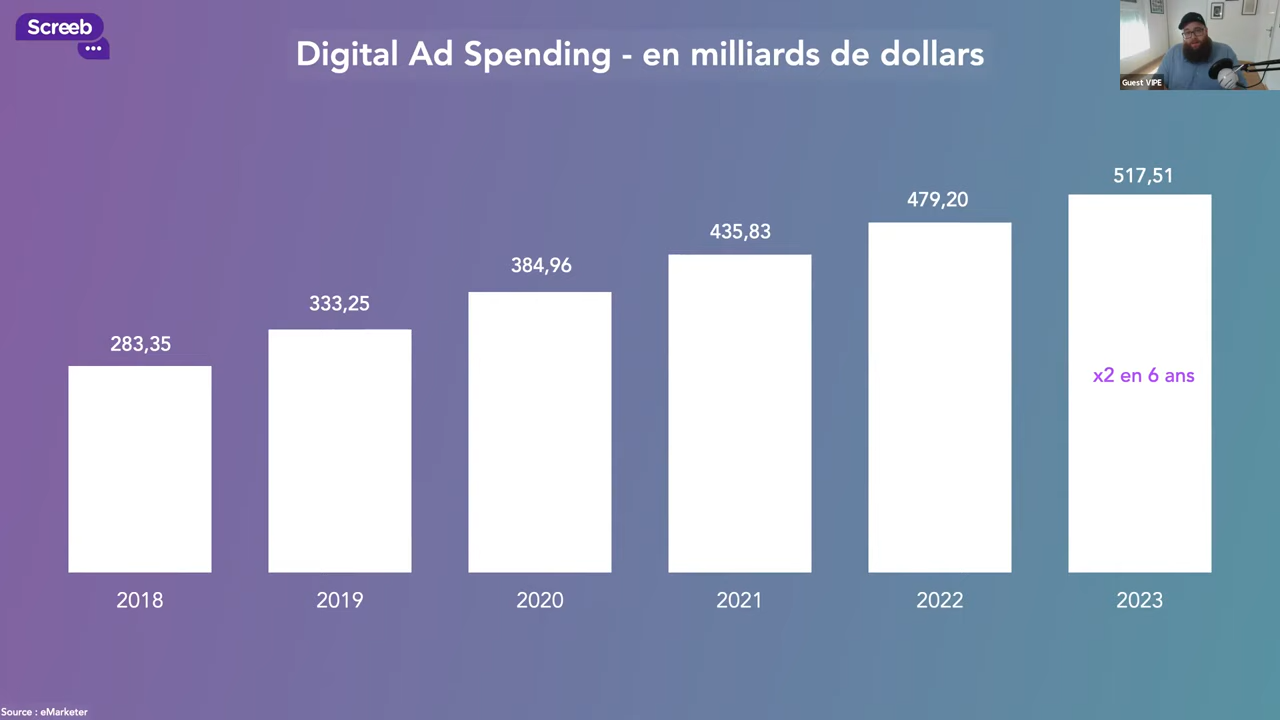 Screeb
Digital Ad Spending - en milliards de dollars
Guest VIPE
283,35
333,25
384,96
435,83
479,20
517,51
x2 en 6 ans
2018
2019
2020
2021
2022
2023
Source : eMarketer